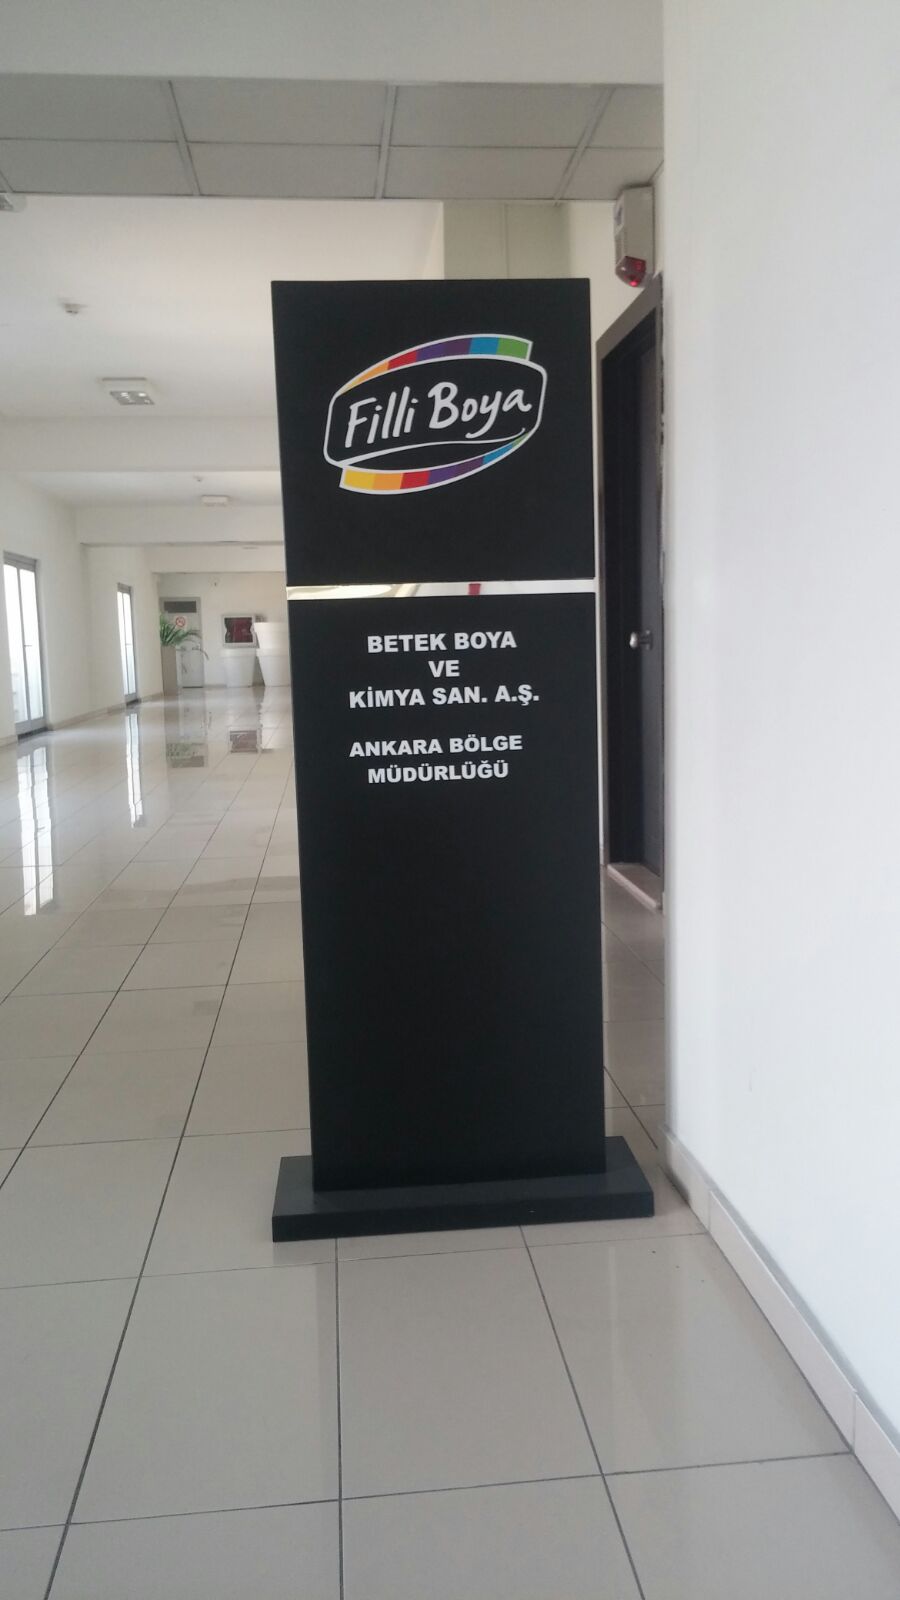 Filli Boya
BETEK BOYA
VE
KİMYA SAN. A.Ş.
ANKARA BÖLGE
MÜDÜRLÜĞÜ